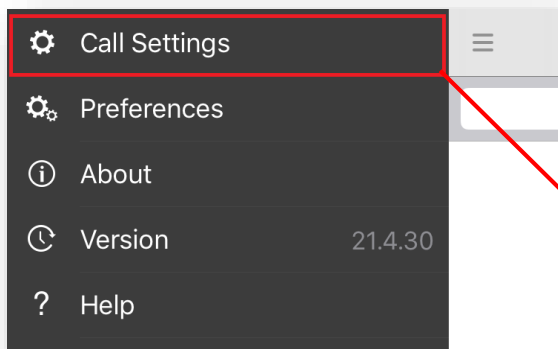 Call Settings
Preferences
About
Version 21.4.30
Help